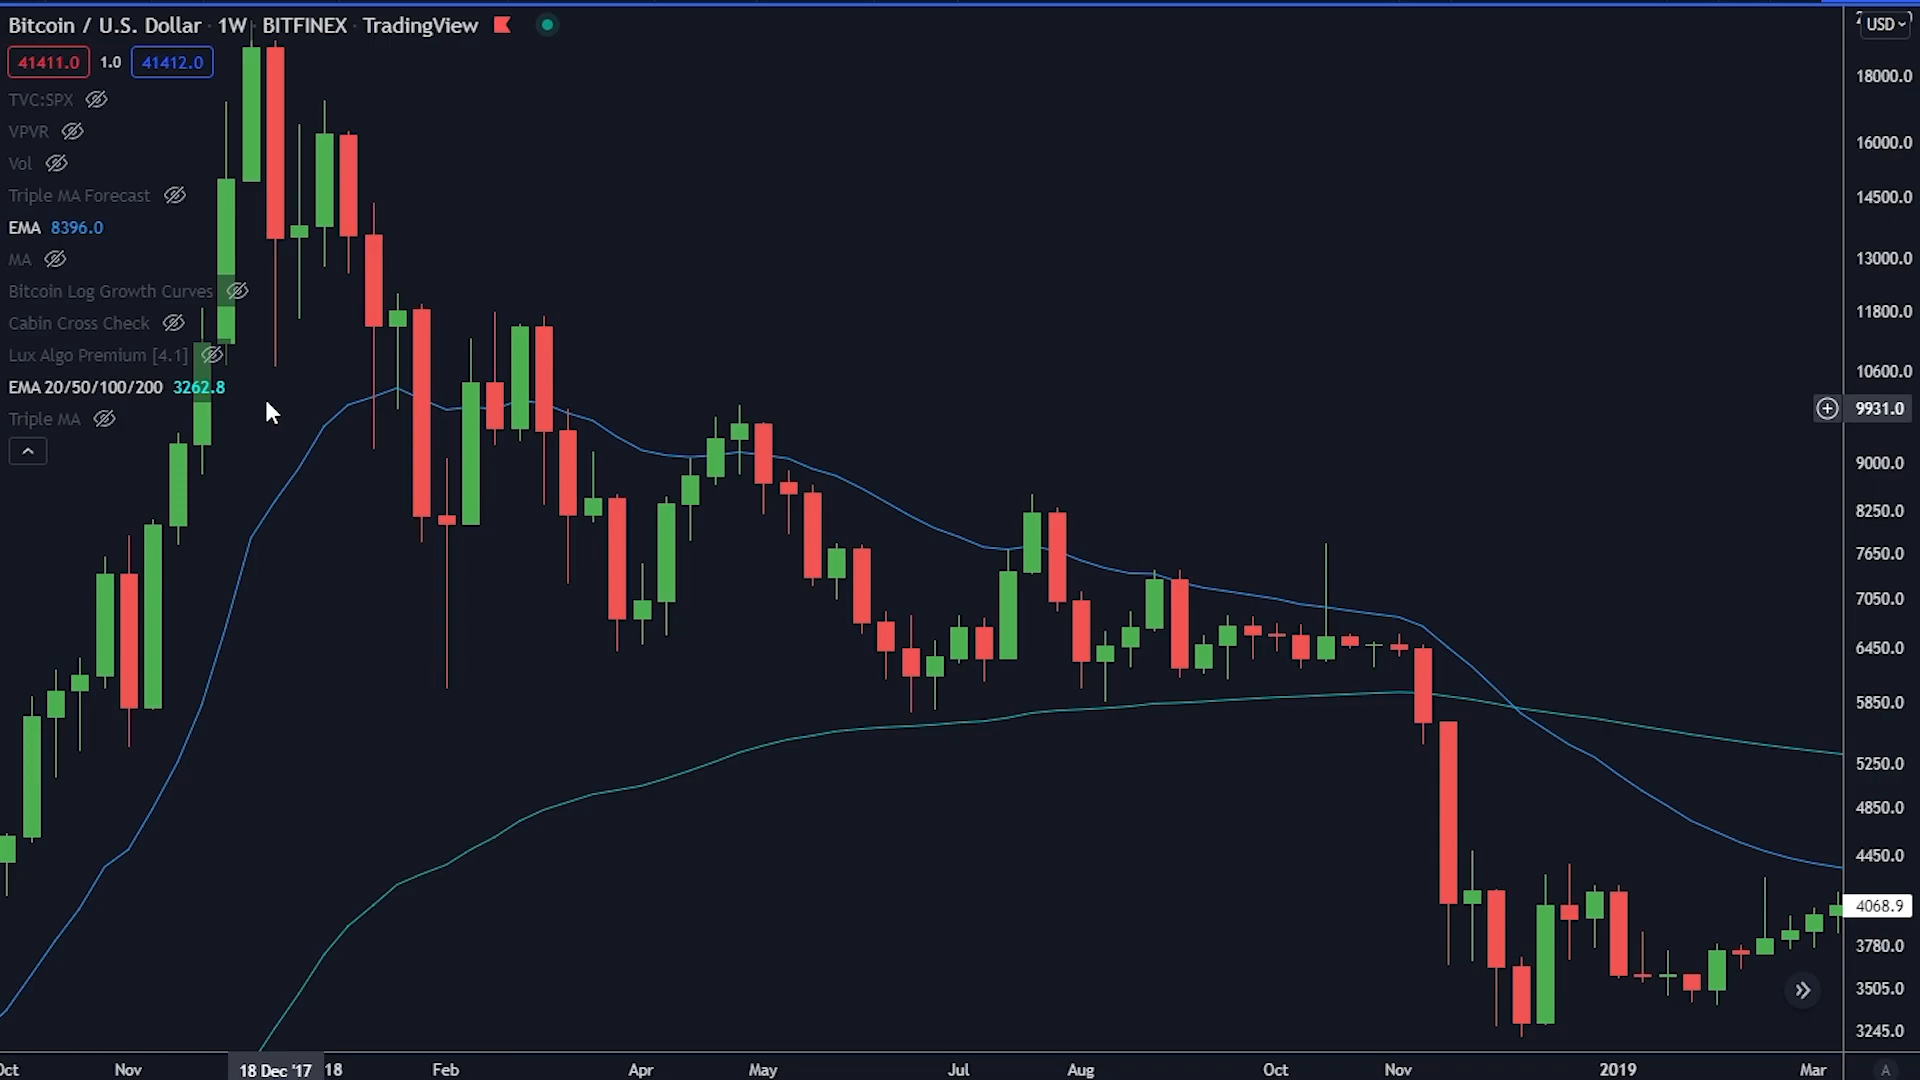 Bitcoin / U.S. Dollar · 1W · BITFINEX · TradingView
41411.0 1.0 41412.0
TVC:SPX
VPVR
Vol
Triple MA Forecast
EMA 8396.0
MA
Bitcoin Log Growth Curves
Cabin Cross Check
Lux Algo Premium [4.1]
EMA 20/50/100/200 3262.8
Triple MA
USD
18000.0
16000.0
14500.0
13000.0
11800.0
10600.0
9931.0
9000.0
8250.0
7650.0
7050.0
6450.0
5850.0
5250.0
4850.0
4450.0
4068.9
3780.0
3505.0
3245.0
Oct Nov 18 Dec '17 18 Feb Apr May Jul Aug Oct Nov 2019 Mar A